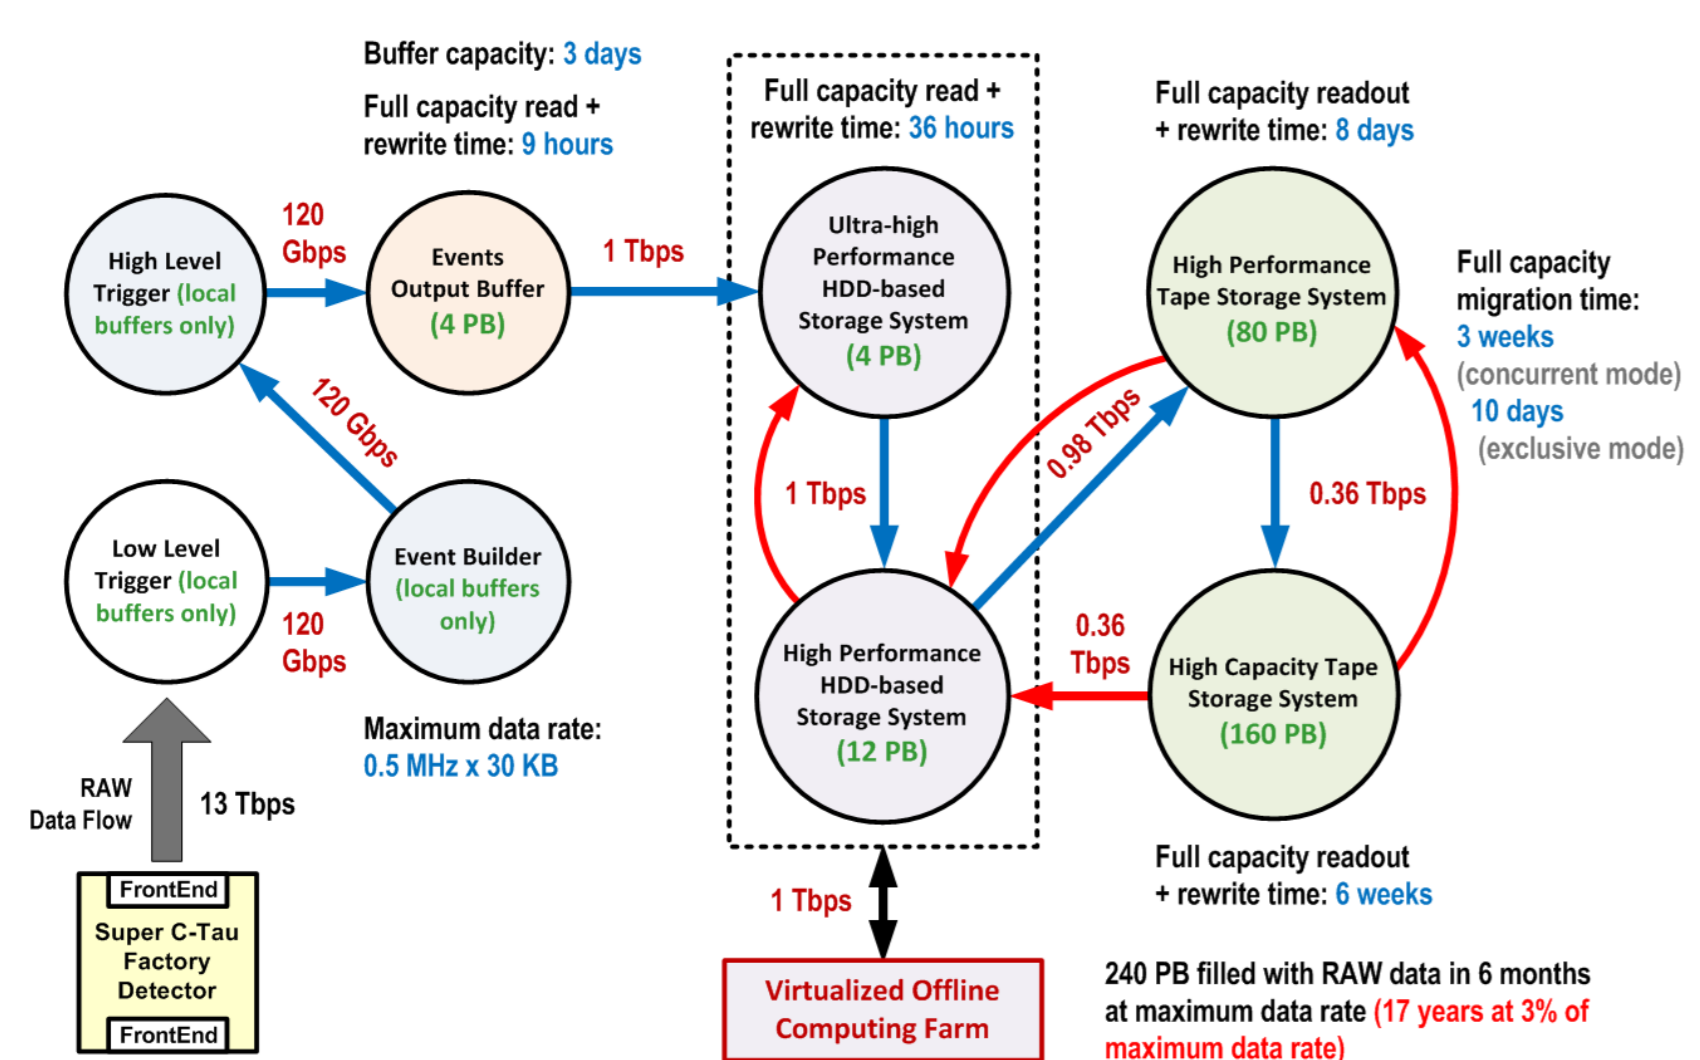 Buffer capacity: 3 days
Full capacity read +
rewrite time: 9 hours
Full capacity read +
rewrite time: 36 hours
Full capacity readout
+ rewrite time: 8 days
High Level
Trigger (local
buffers only)
120
Gbps
Events
Output Buffer
(4 PB)
1 Tbps
Ultra-high
Performance
HDD-based
Storage System
(4 PB)
High Performance
Tape Storage System
(80 PB)
Full capacity
migration time:
3 weeks
(concurrent mode)
10 days
(exclusive mode)
120 Gbps
1 Tbps
0.98 Tbps
0.36 Tbps
Low Level
Trigger (local
buffers only)
120
Gbps
Event Builder
(local buffers
only)
High Performance
HDD-based
Storage System
(12 PB)
0.36
Tbps
High Capacity Tape
Storage System
(160 PB)
Maximum data rate:
0.5 MHz x 30 KB
RAW
Data Flow
13 Tbps
Full capacity readout
+ rewrite time: 6 weeks
FrontEnd
Super C-Tau
Factory
Detector
FrontEnd
1 Tbps
Virtualized Offline
Computing Farm
240 PB filled with RAW data in 6 months
at maximum data rate (17 years at 3% of
maximum data rate)